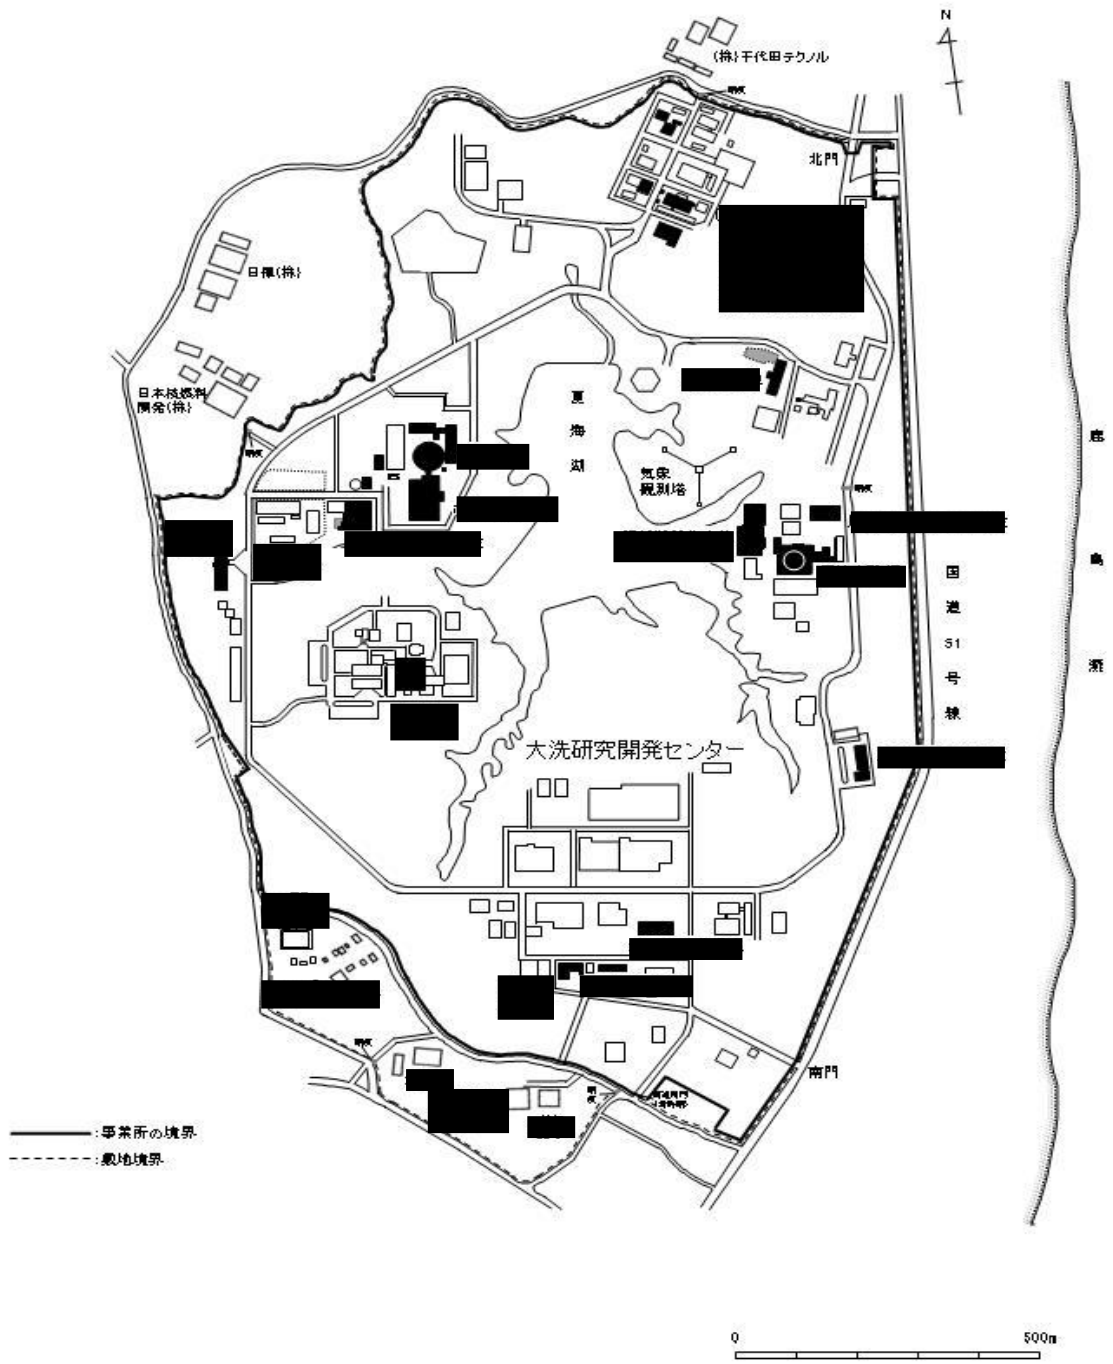 N
(株)千代田テクノル
北門
日揮(株)
日本核燃料
開発(株)
夏海湖
気象
観測塔
鹿島灘
国道51号線
大洗研究開発センター
南門
:事業所の境界
:敷地境界
0 500m